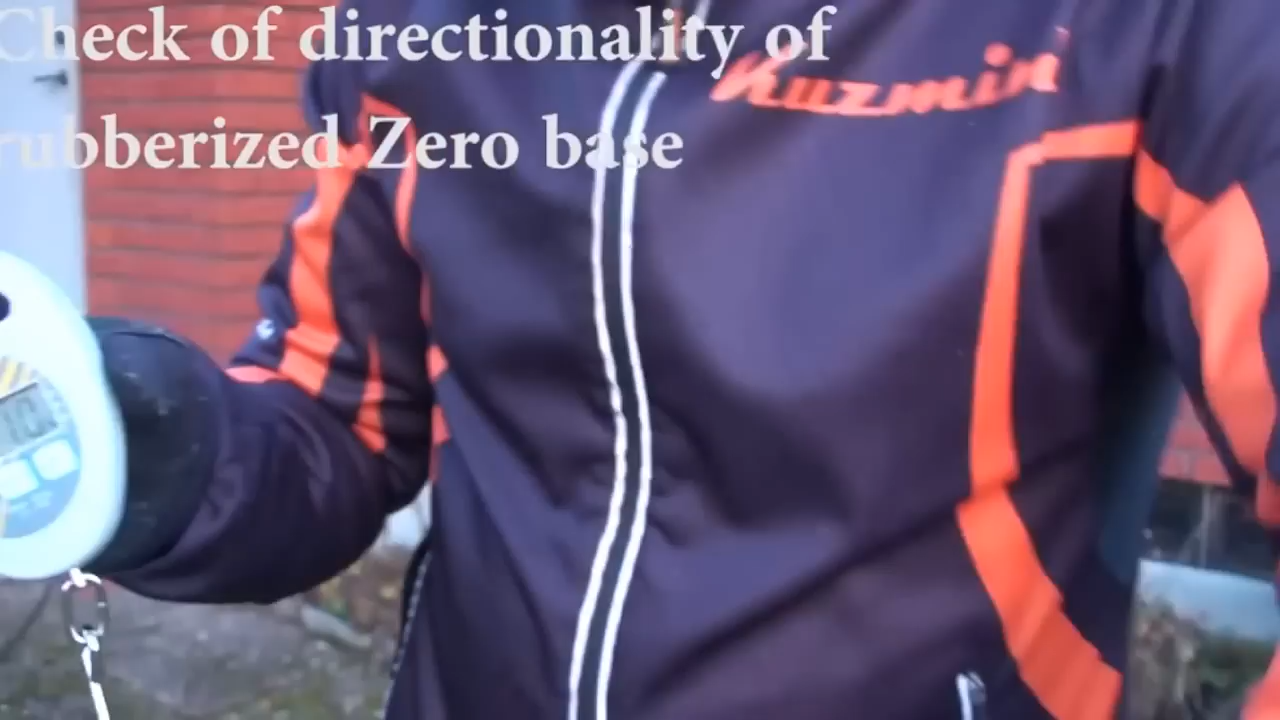 Check of directionality of
rubberized Zero base
Kuzmin